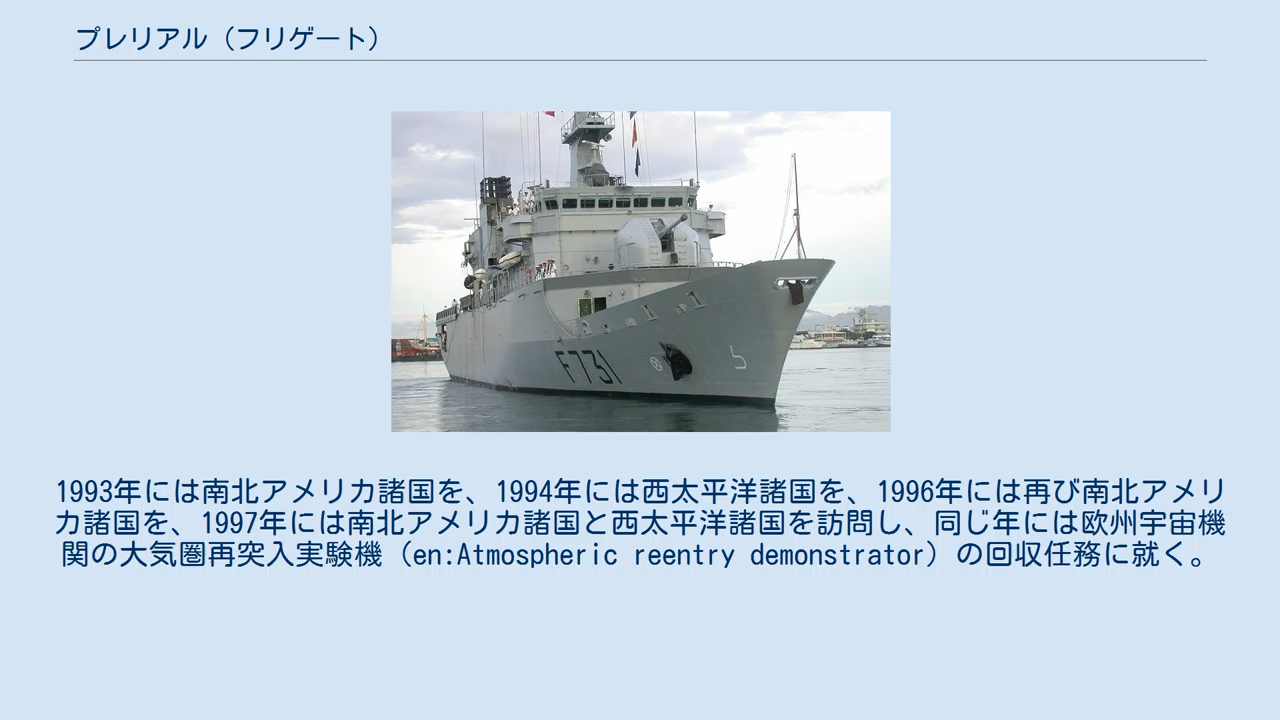 プレリアル（フリゲート）
F731
5
1993年には南北アメリカ諸国を、1994年には西太平洋諸国を、1996年には再び南北アメリ
カ諸国を、1997年には南北アメリカ諸国と西太平洋諸国を訪問し、同じ年には欧州宇宙機
関の大気圏再突入実験機（en:Atmospheric reentry demonstrator）の回収任務に就く。